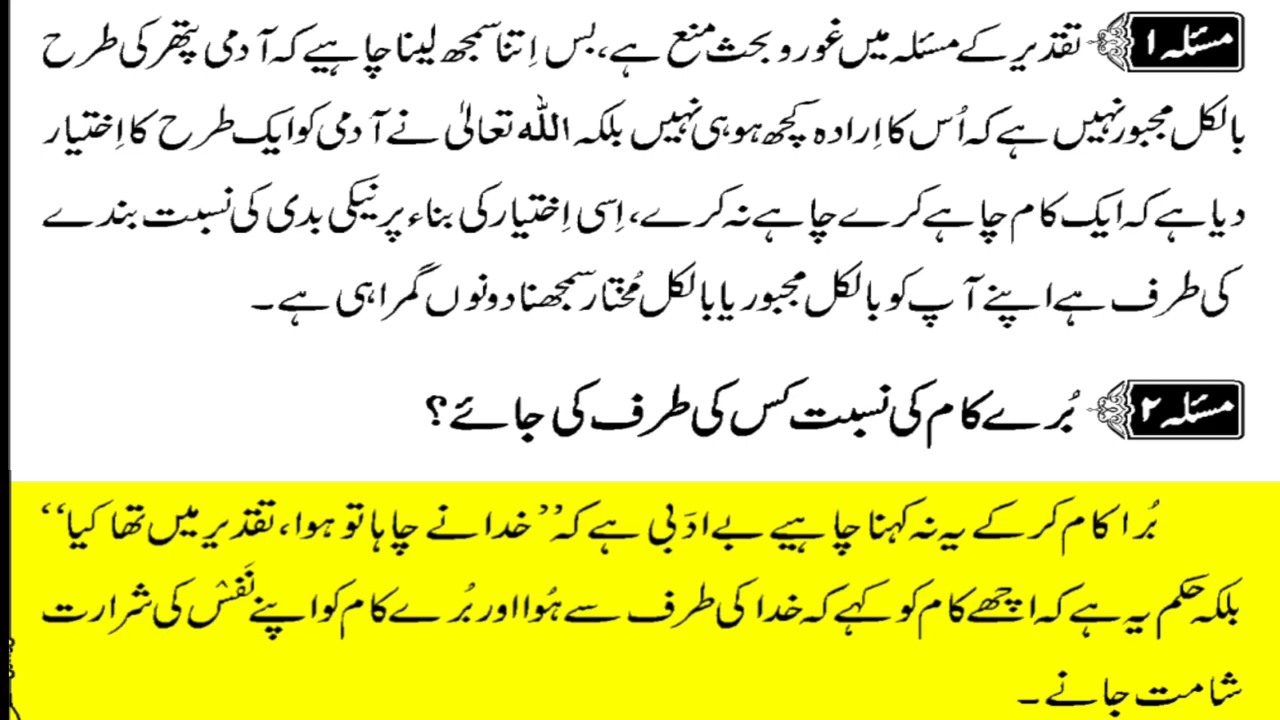 مسئلہ ۱ تقدیر کے مسئلہ میں غور و بحث منع ہے، بس اِتنا سمجھ لینا چاہیے کہ آدمی پتھر کی طرح
بالکل مجبور نہیں ہے کہ اُس کا اِرادہ کچھ ہو ہی نہیں بلکہ اللہ تعالیٰ نے آدمی کو ایک طرح کا اِختیار
دیا ہے کہ ایک کام چاہے کرے چاہے نہ کرے، اِسی اِختیار کی بناء پر نیکی بدی کی نسبت بندے
کی طرف ہے اپنے آپ کو بالکل مجبور یا بالکل مُختار سمجھنا دونوں گمراہی ہے۔
مسئلہ ۲ بُرے کام کی نسبت کس کی طرف کی جائے؟
بُرا کام کر کے یہ نہ کہنا چاہیے بے ادَبی ہے کہ ’’خدا نے چاہا تو ہوا، تقدیر میں تھا کیا‘‘
بلکہ حکم یہ ہے کہ اچھے کام کو کہے کہ خدا کی طرف سے ہُوا اور بُرے کام کو اپنے نَفْس کی شرارت
شامت جانے۔